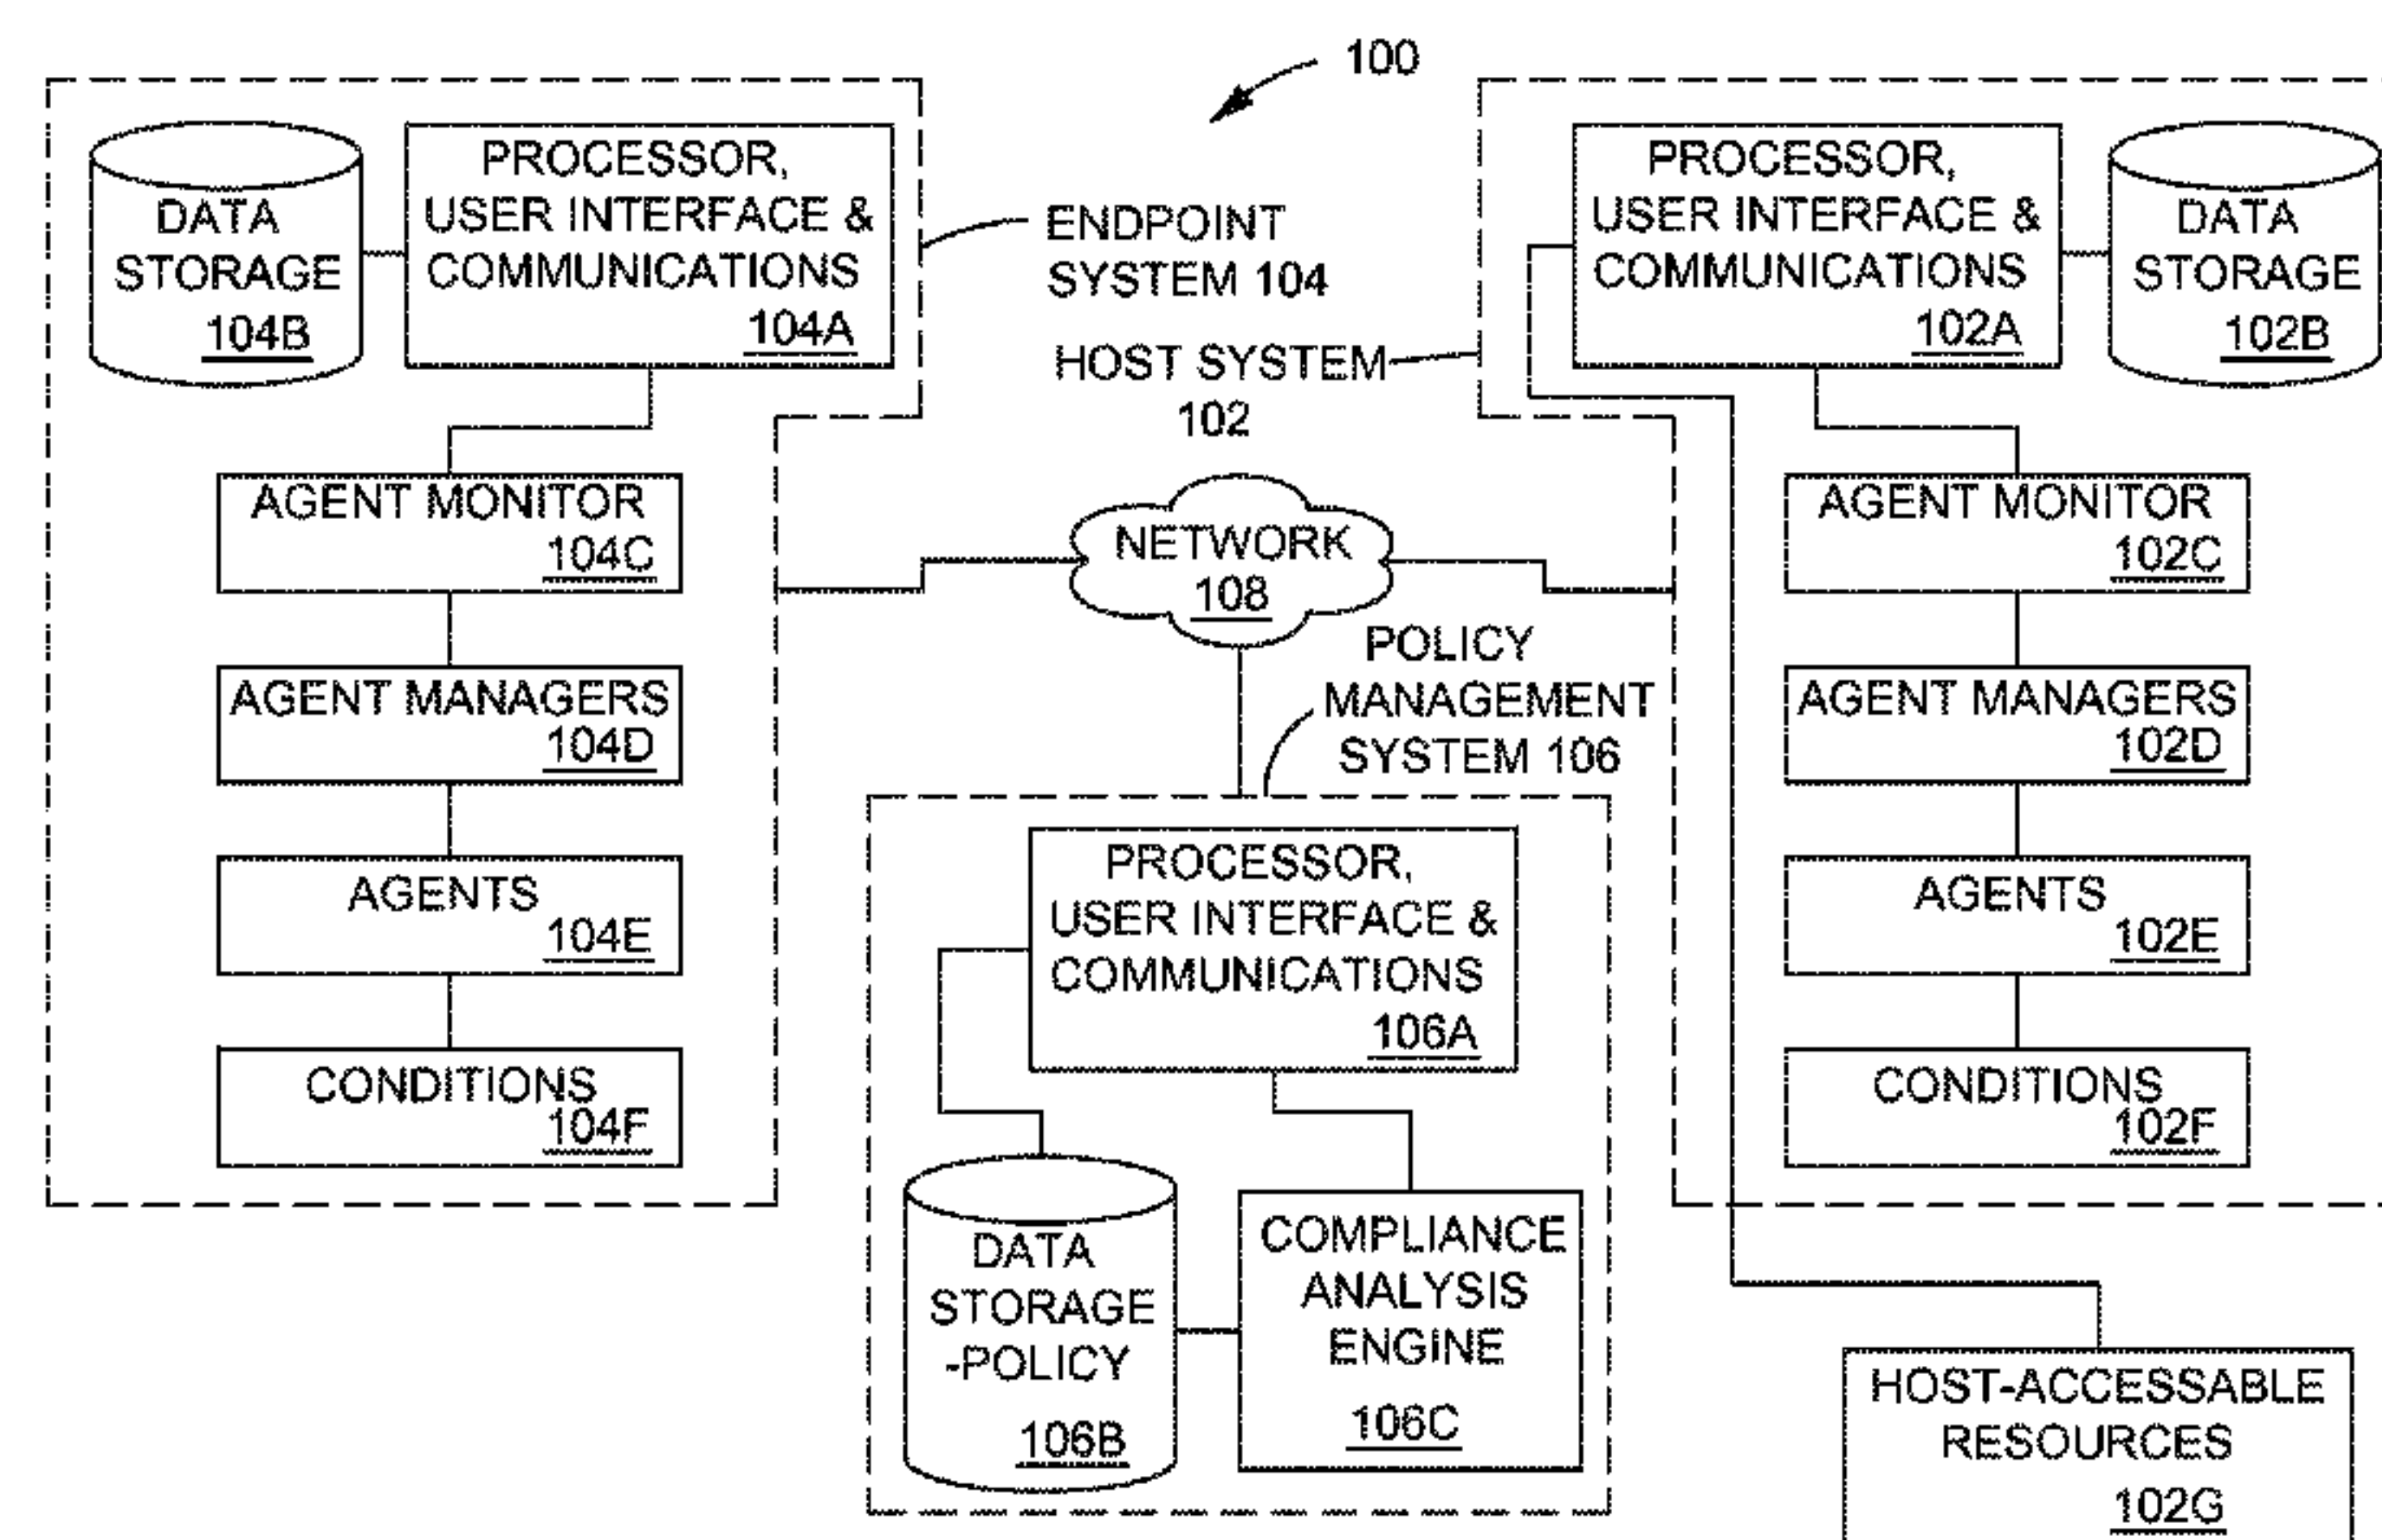 100
PROCESSOR,
USER INTERFACE &
COMMUNICATIONS
104A
DATA
STORAGE
104B
ENDPOINT
SYSTEM 104
HOST SYSTEM
102
PROCESSOR,
USER INTERFACE &
COMMUNICATIONS
102A
DATA
STORAGE
102B
AGENT MONITOR
104C
AGENT MANAGERS
104D
AGENTS
104E
CONDITIONS
104F
NETWORK
108
POLICY
MANAGEMENT
SYSTEM 106
PROCESSOR,
USER INTERFACE &
COMMUNICATIONS
106A
DATA
STORAGE
-POLICY
106B
COMPLIANCE
ANALYSIS
ENGINE
106C
AGENT MONITOR
102C
AGENT MANAGERS
102D
AGENTS
102E
CONDITIONS
102F
HOST-ACCESSABLE
RESOURCES
102G